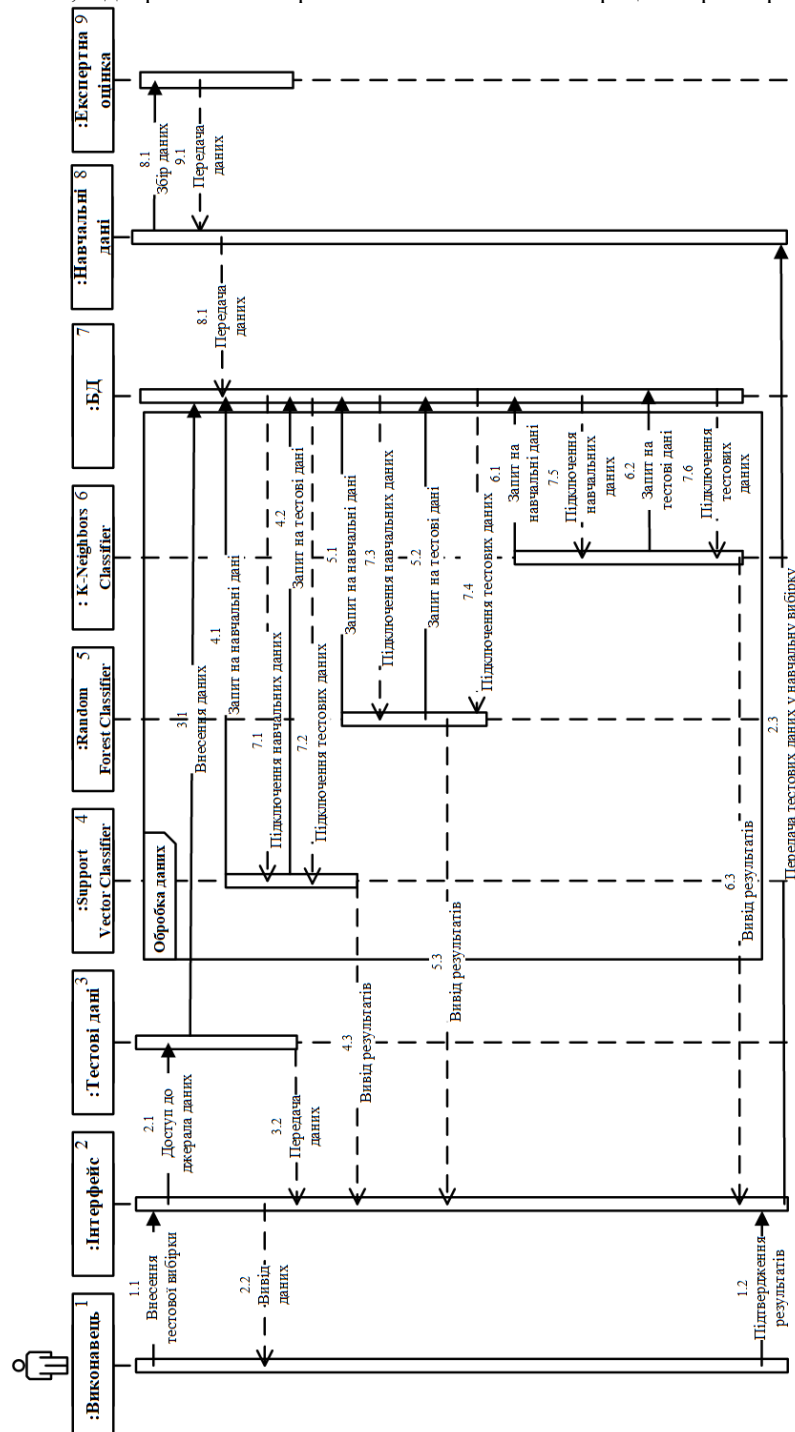 :Виконавець 1
:Інтерфейс 2
:Тестові дані 3
:Support 4
Vector Classifier
:Random 5
Forest Classifier
: K-Neighbors 6
Classifier
:БД 7
:Навчальні 8
дані
:Експертна 9
оцінка
1.1
Внесення
тестової вибірки
2.1
Доступ до
джерала даних
Обробка даних
3.1
Внесення даних
8.1
Збір даних
9.1
Передача
даних
8.1
Передача
даних
4.1
Запит на навчальні дані
2.2
Вивід
даних
7.1
Підключення навчальних даних
4.2
Запит на тестові дані
3.2
Передача
даних
7.2
Підключення тестових даних
5.1
Запит на навчальні дані
4.3
Вивід результатів
7.3
Підключення навчальних даних
5.2
Запит на тестові дані
5.3
Вивід результатів
7.4
Підключення тестових даних
6.1
Запит на
навчальні дані
7.5
Підключення
навчальних
даних
6.2
Запит на
тестові дані
7.6
Підключення
тестових
даних
6.3
Вивід результатів
1.2
Підтвердження
результатів
2.3
Передача тестових даних у навчальну вибірку